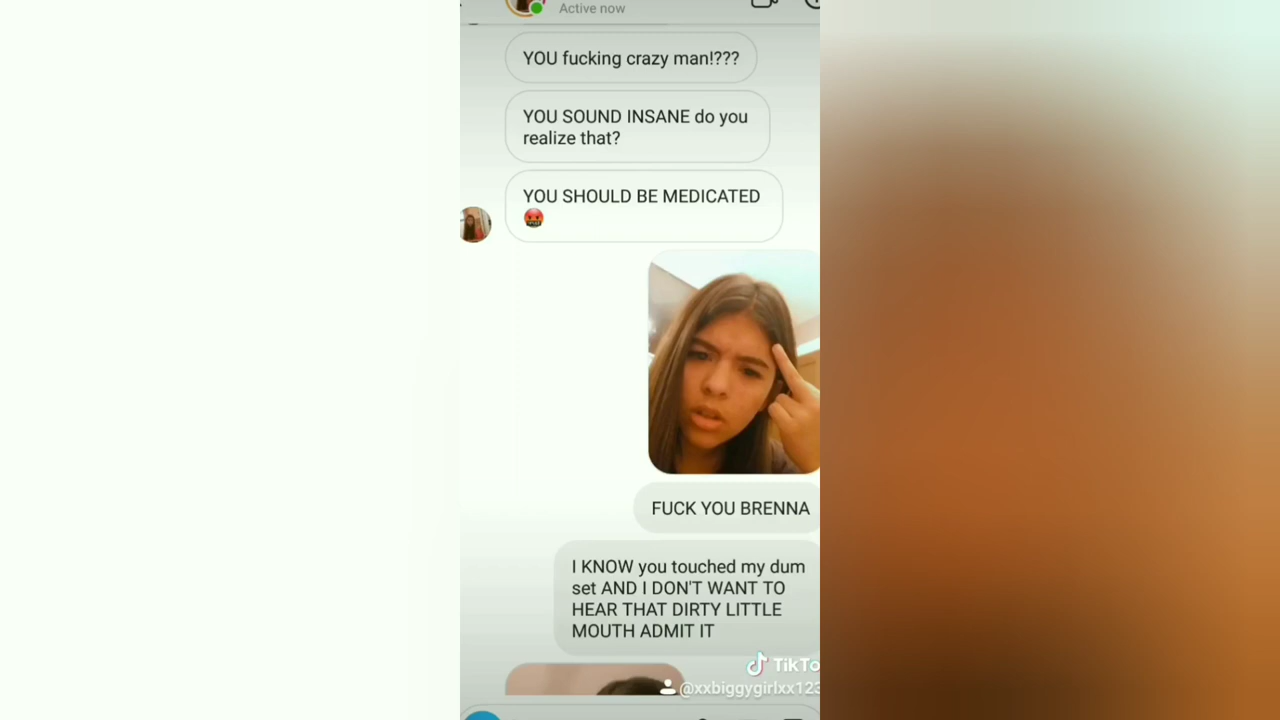 Active now
YOU fucking crazy man!???
YOU SOUND INSANE do you
realize that?
YOU SHOULD BE MEDICATED
FUCK YOU BRENNA
I KNOW you touched my dum
set AND I DON'T WANT TO
HEAR THAT DIRTY LITTLE
MOUTH ADMIT IT
TikTo
@xxbiggygirlxx123